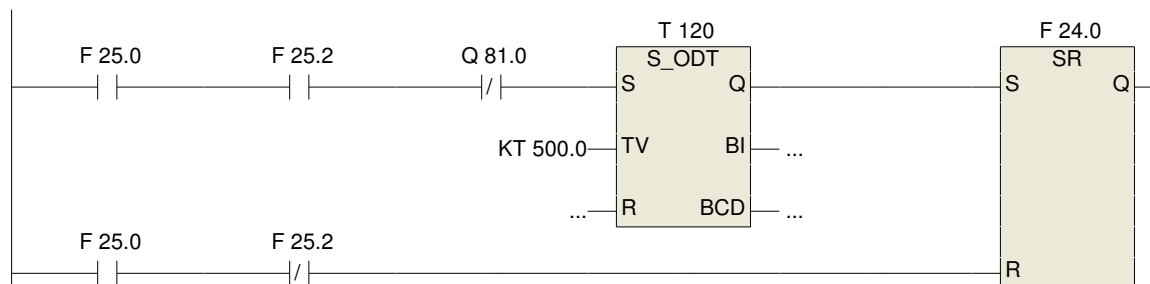 T 120
F 24.0
F 25.0
F 25.2
Q 81.0
S_ODT
SR
/
S
Q
S
Q
KT 500.0
TV
BI
...
...
R
BCD
...
F 25.0
F 25.2
/
R